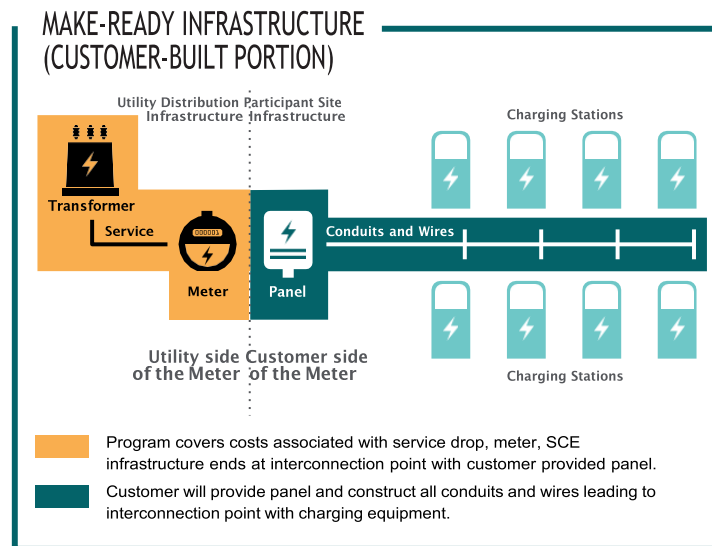 MAKE-READY INFRASTRUCTURE
(CUSTOMER-BUILT PORTION)
Utility Distribution Participant Site
Infrastructure Infrastructure
Charging Stations
Transformer
Service
000001
Conduits and Wires
Meter
Panel
Utility side Customer side
of the Meter of the Meter
Charging Stations
Program covers costs associated with service drop, meter, SCE
infrastructure ends at interconnection point with customer provided panel.
Customer will provide panel and construct all conduits and wires leading to
interconnection point with charging equipment.